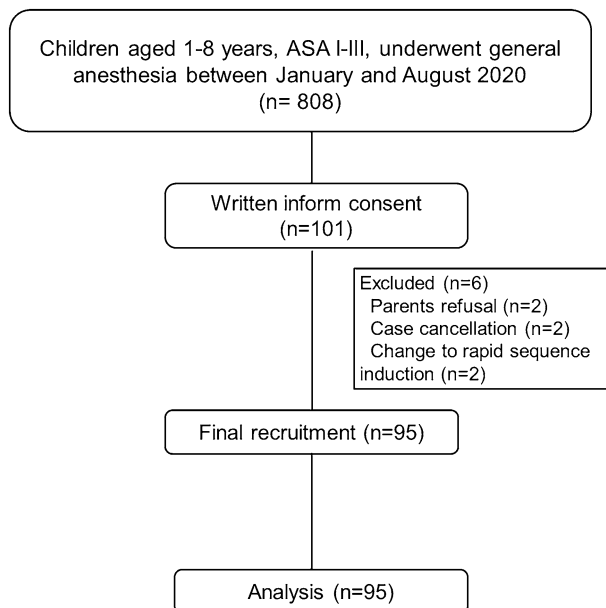 Children aged 1-8 years, ASA I-III, underwent general
anesthesia between January and August 2020
(n= 808)
Written inform consent
(n=101)
Excluded (n=6)
Parents refusal (n=2)
Case cancellation (n=2)
Change to rapid sequence
induction (n=2)
Final recruitment (n=95)
Analysis (n=95)